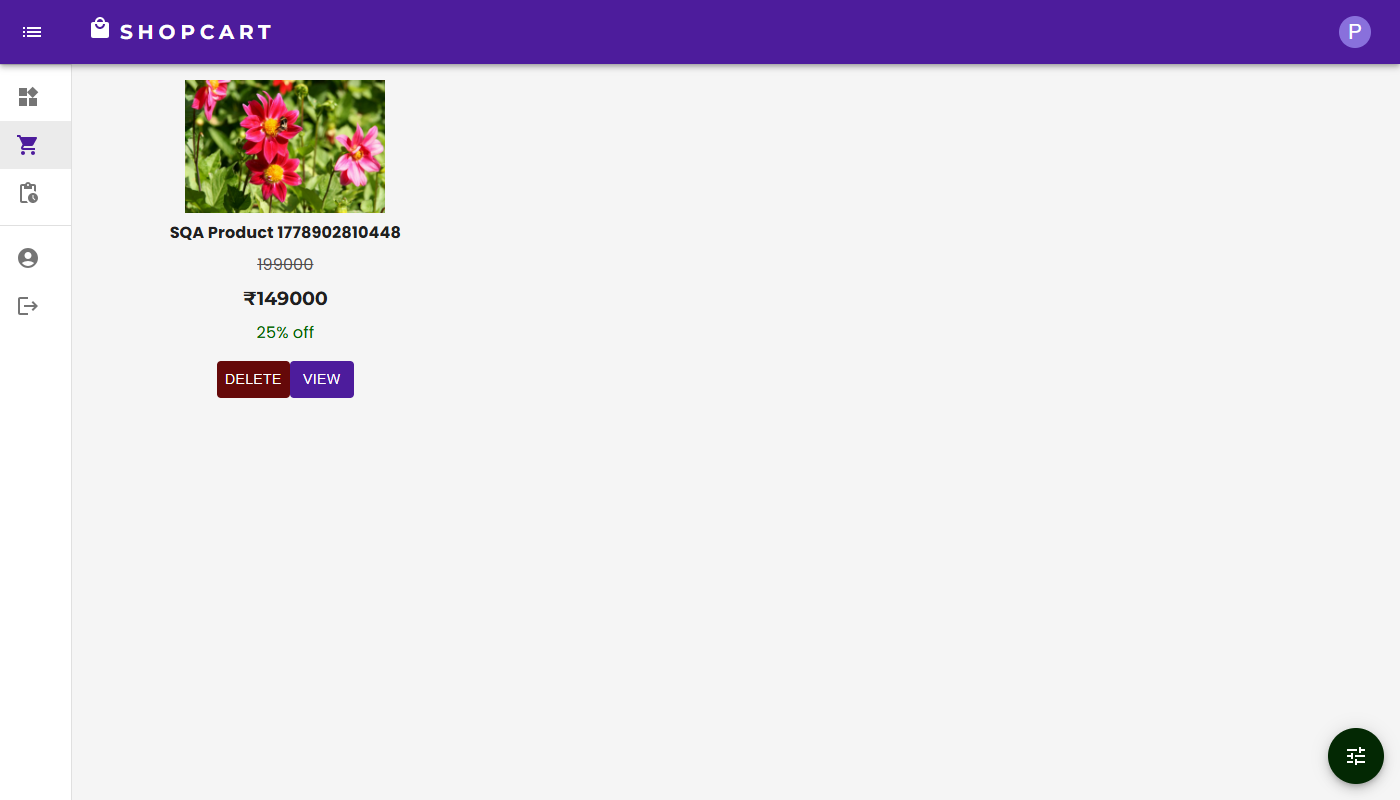 SHOPCART
P
SQA Product 1778902810448
199000
₹149000
25% off
DELETE VIEW